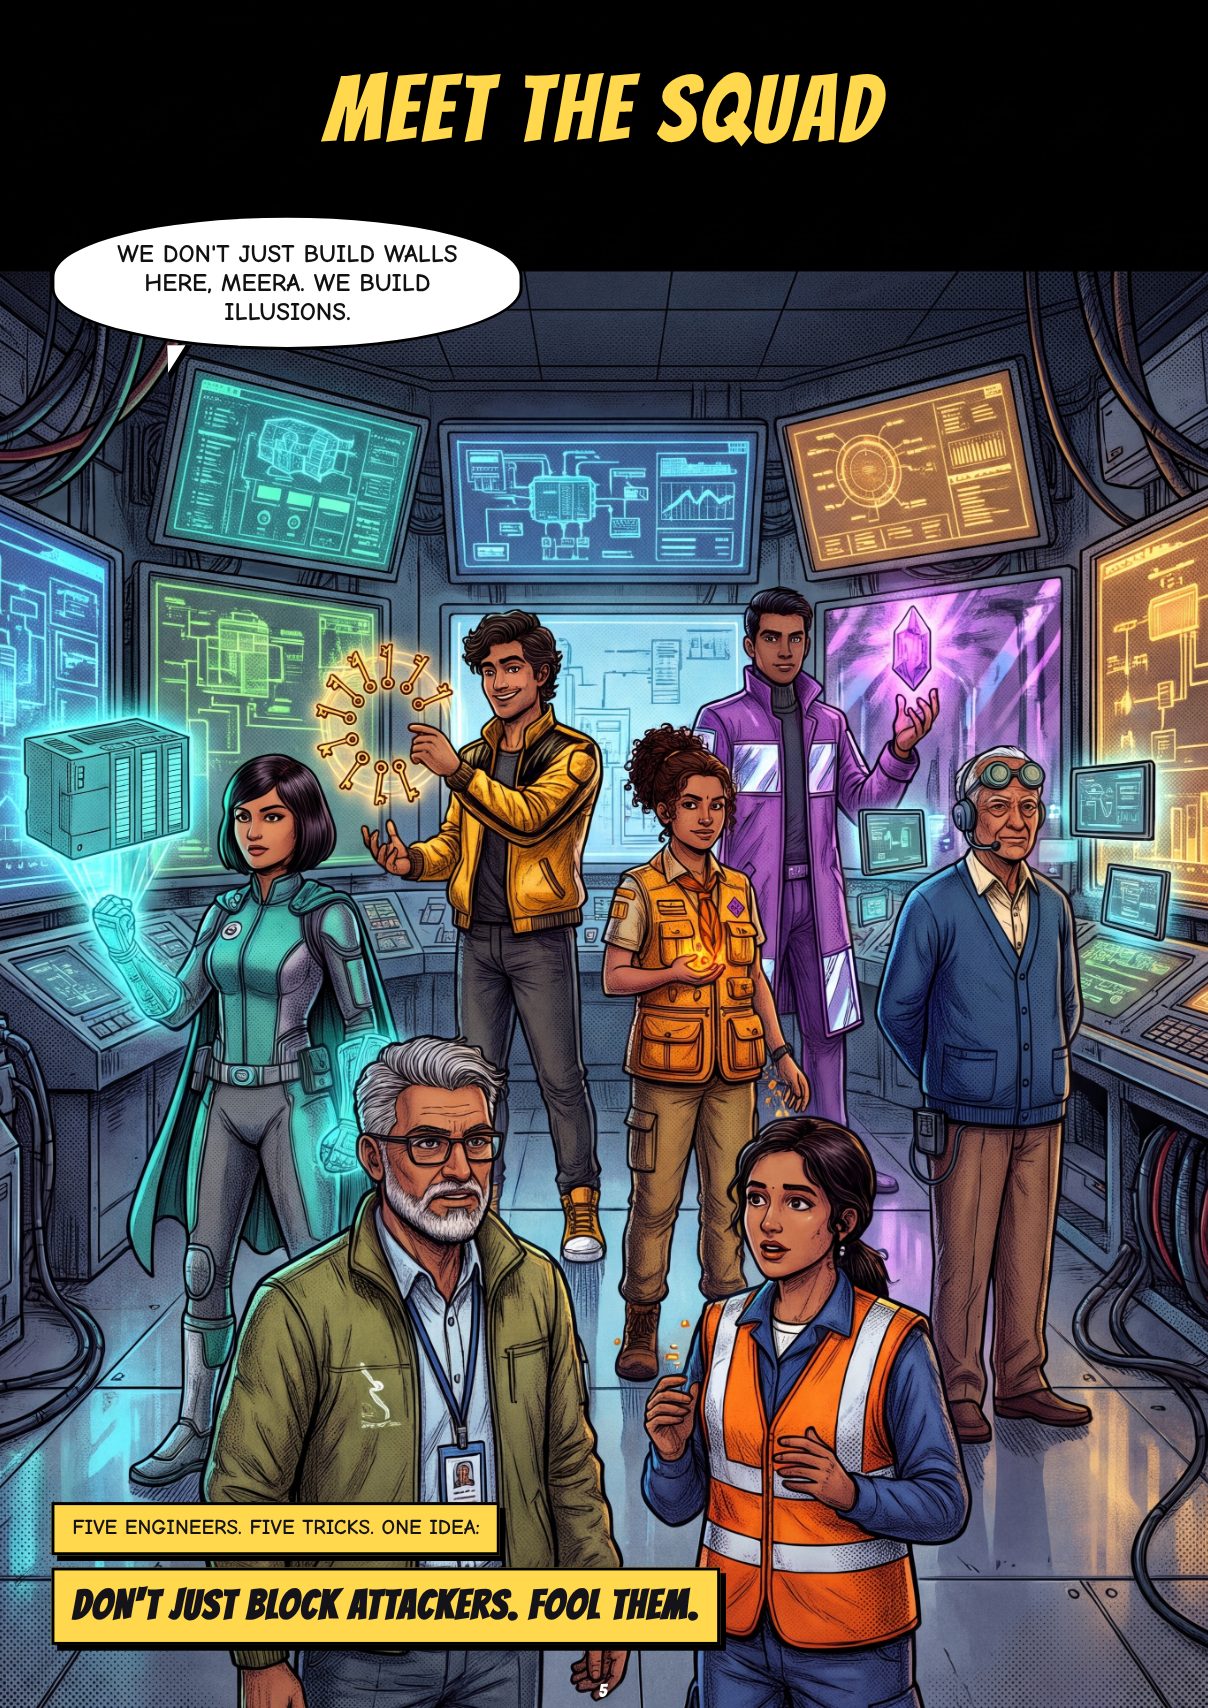 MEET THE SQUAD
WE DON'T JUST BUILD WALLS
HERE, MEERA. WE BUILD
ILLUSIONS.
FIVE ENGINEERS. FIVE TRICKS. ONE IDEA:
DON'T JUST BLOCK ATTACKERS. FOOL THEM.
5